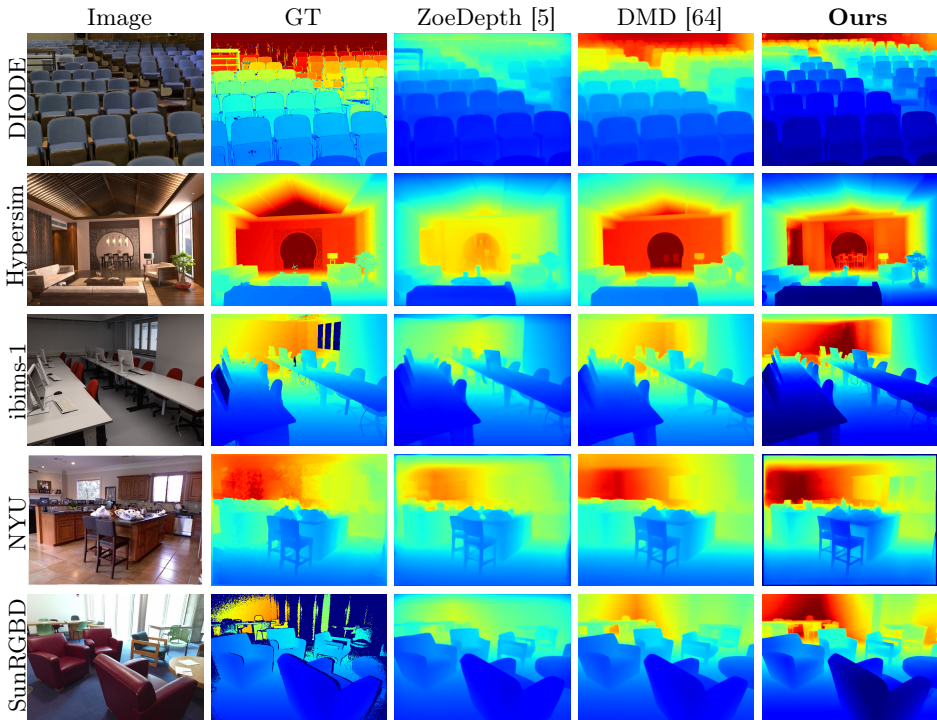 Image GT ZoeDepth [5] DMD [64] Ours
DIODE
Hypersim
ibims-1
NYU
SunRGBD